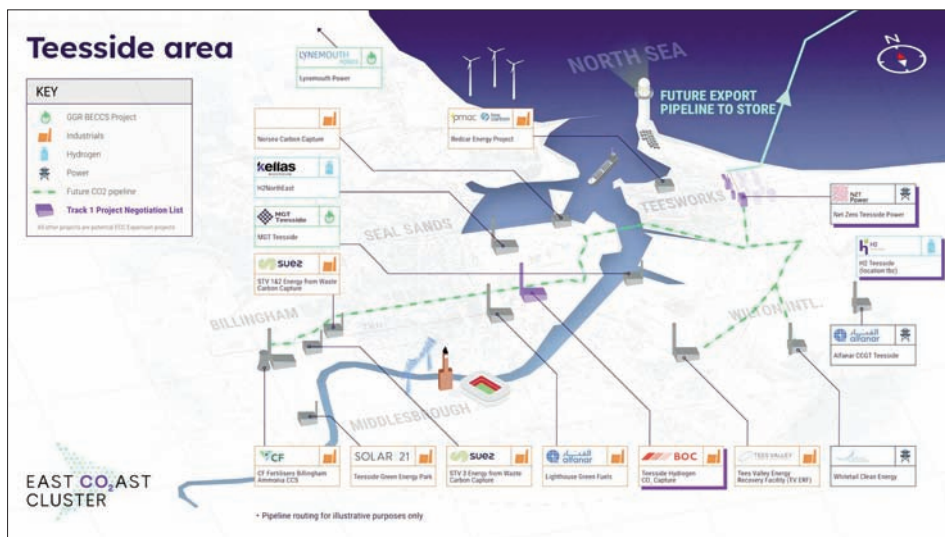 Teesside area
KEY
GGR BECCS Project
Industrials
Hydrogen
Power
Future CO2 pipeline
Track 1 Project Negotiation List
All other projects are potential ECC Expansion projects
LYNEMOUTH
POWER
Lynemouth Power
NORTH SEA
N
FUTURE EXPORT
PIPELINE TO STORE
Norsea Carbon Capture
pmac
Redcar Energy Project
kellas
H2NorthEast
MGT
Teesside
MGT Teesside
SEAL SANDS
TEESWORKS
NZT
Power
Net Zero Teesside Power
H2
H2 Teesside
(location tbc)
suez
STV 1&2 Energy from Waste
Carbon Capture
BILLINGHAM
WILTON INTL.
الفنار
alfanar
Alfanar CCGT Teesside
MIDDLESBROUGH
CF
CF Fertilisers Billingham
Ammonia CCS
SOLAR 21
Teesside Green Energy Park
suez
STV 3 Energy from Waste
Carbon Capture
الفنار
alfanar
Lighthouse Green Fuels
BOC
Teesside Hydrogen
CO₂ Capture
TEES VALLEY
Tees Valley Energy
Recovery Facility (TV ERF)
Whitetail Clean Energy
EAST CO₂AST
CLUSTER
• Pipeline routing for illustrative purposes only